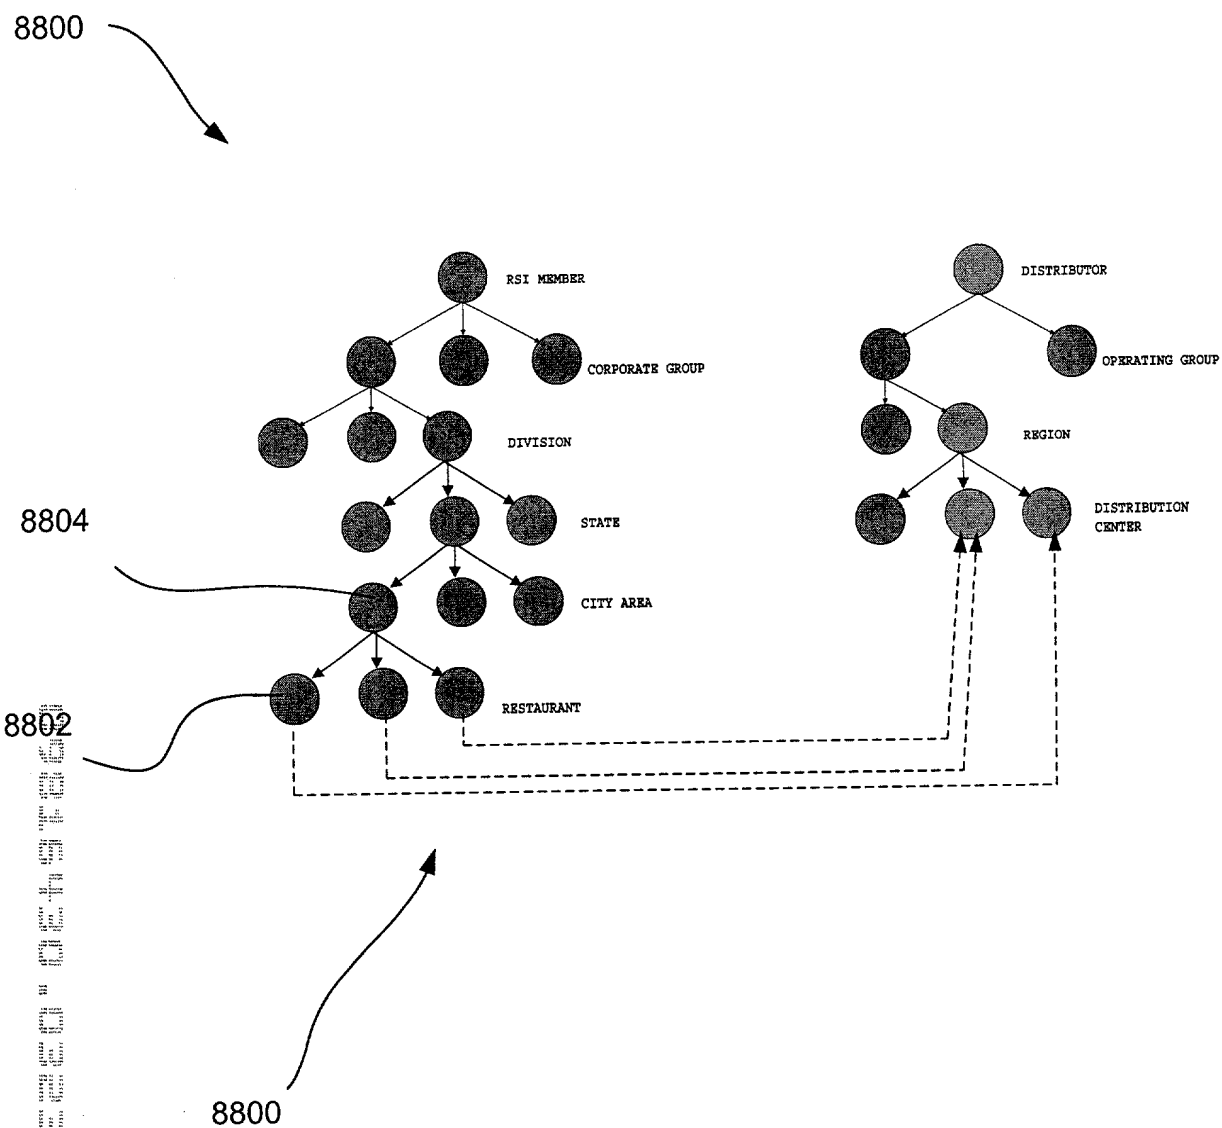 8800
RSI MEMBER
DISTRIBUTOR
CORPORATE GROUP
OPERATING GROUP
DIVISION
REGION
8804
STATE
DISTRIBUTION
CENTER
CITY AREA
8802
RESTAURANT
8800